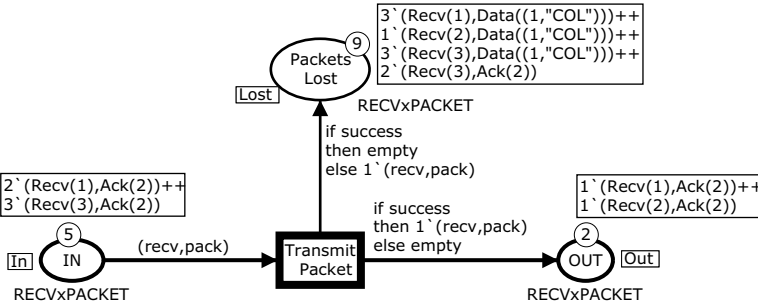 3`(Recv(1),Data((1,"COL")))++
1`(Recv(2),Data((1,"COL")))++
3`(Recv(3),Data((1,"COL")))++
2`(Recv(3),Ack(2))
9
Packets
Lost
Lost
RECVxPACKET
if success
then empty
else 1`(recv,pack)
2`(Recv(1),Ack(2))++
3`(Recv(3),Ack(2))
5
In
IN
RECVxPACKET
(recv,pack)
Transmit
Packet
if success
then 1`(recv,pack)
else empty
1`(Recv(1),Ack(2))++
1`(Recv(2),Ack(2))
2
OUT
Out
RECVxPACKET